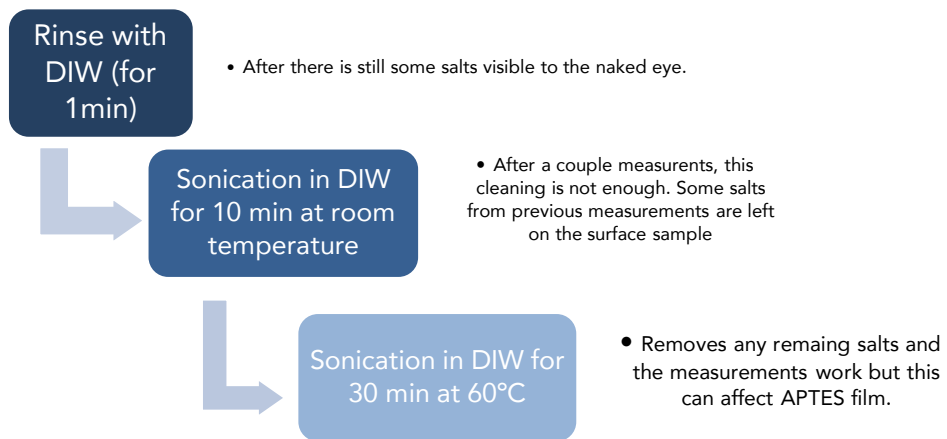 Rinse with
DIW (for
1min)
• After there is still some salts visible to the naked eye.
Sonication in DIW
for 10 min at room
temperature
• After a couple measurents, this
cleaning is not enough. Some salts
from previous measurements are left
on the surface sample
Sonication in DIW for
30 min at 60ºC
• Removes any remaing salts and
the measurements work but this
can affect APTES film.